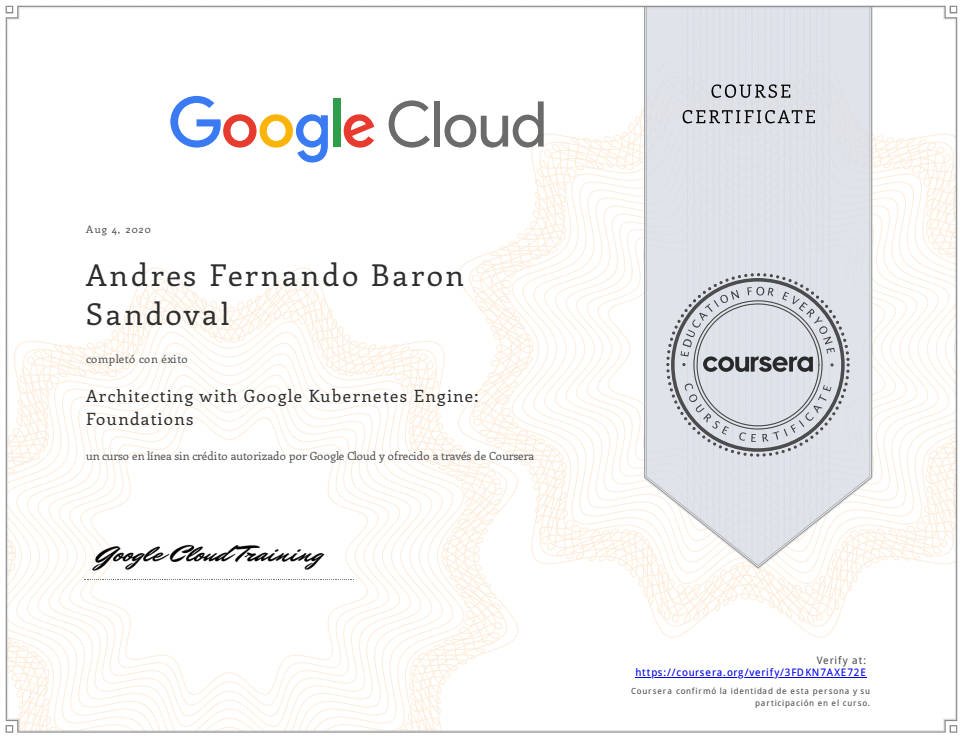 Google Cloud
COURSE
CERTIFICATE
Aug 4, 2020
Andres Fernando Baron
Sandoval
completó con éxito
Architecting with Google Kubernetes Engine:
Foundations
un curso en línea sin crédito autorizado por Google Cloud y ofrecido a través de Coursera
EDUCATION FOR EVERYONE
coursera
COURSE CERTIFICATE
Google Cloud Training
Verify at:
https://coursera.org/verify/3FDKN7AXE72E
Coursera confirmó la identidad de esta persona y su
participación en el curso.